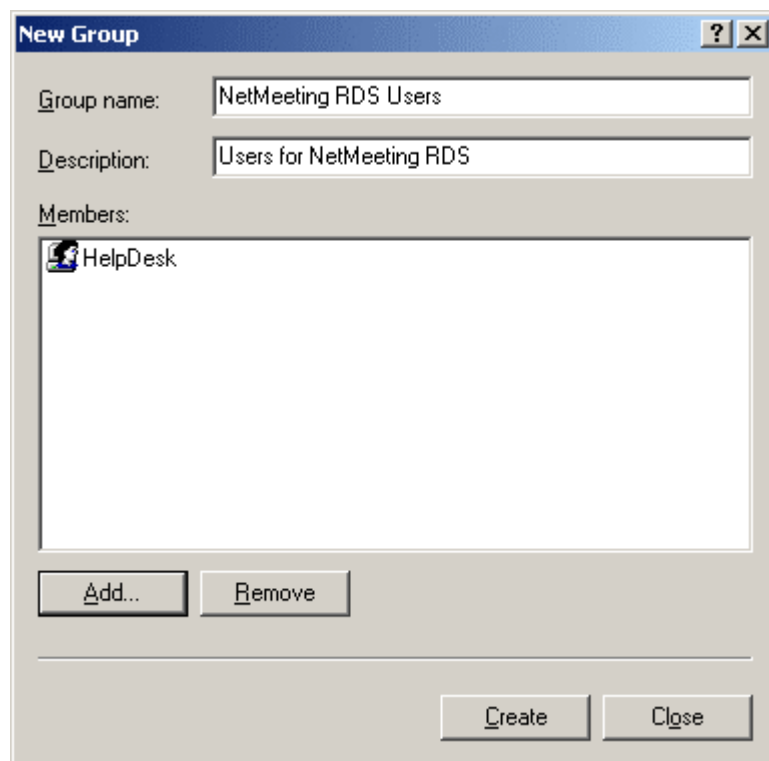 New Group
Group name: NetMeeting RDS Users
Description: Users for NetMeeting RDS
Members:
HelpDesk
Add... Remove
Create Close